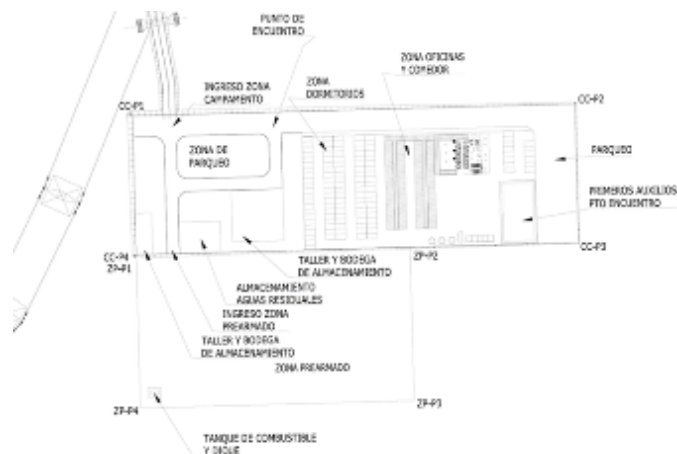 PUNTO DE
ENCUENTRO
ZONA OFICINAS
Y COMEDOR
INGRESO ZONA
CAMPAMENTO
ZONA
DORMITORIOS
CC-P1
CC-P2
ZONA DE
PARQUEO
PARQUEO
PRIMEROS AUXILIOS
PTO ENCUENTRO
CC-P4
ZP-P1
ZP-P2
CC-P3
TALLER Y BODEGA
DE ALMACENAMIENTO
ALMACENAMIENTO
AGUAS RESIDUALES
INGRESO ZONA
PREARMADO
TALLER Y BODEGA
DE ALMACENAMIENTO
ZONA PREARMADO
ZP-P4
ZP-P3
TANQUE DE COMBUSTIBLE
Y DIQUE